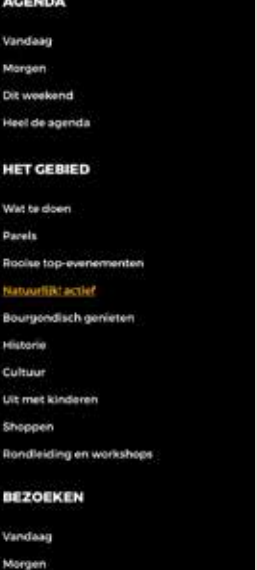 AGENDA
Vandaag
Morgen
Dit weekend
Heel de agenda
HET GEBIED
Wat te doen
Parels
Rooise top-evenementen
Natuurlijk! actief
Bourgondisch genieten
Historie
Cultuur
Uit met kinderen
Shoppen
Rondleiding en workshops
BEZOEKEN
Vandaag
Morgen